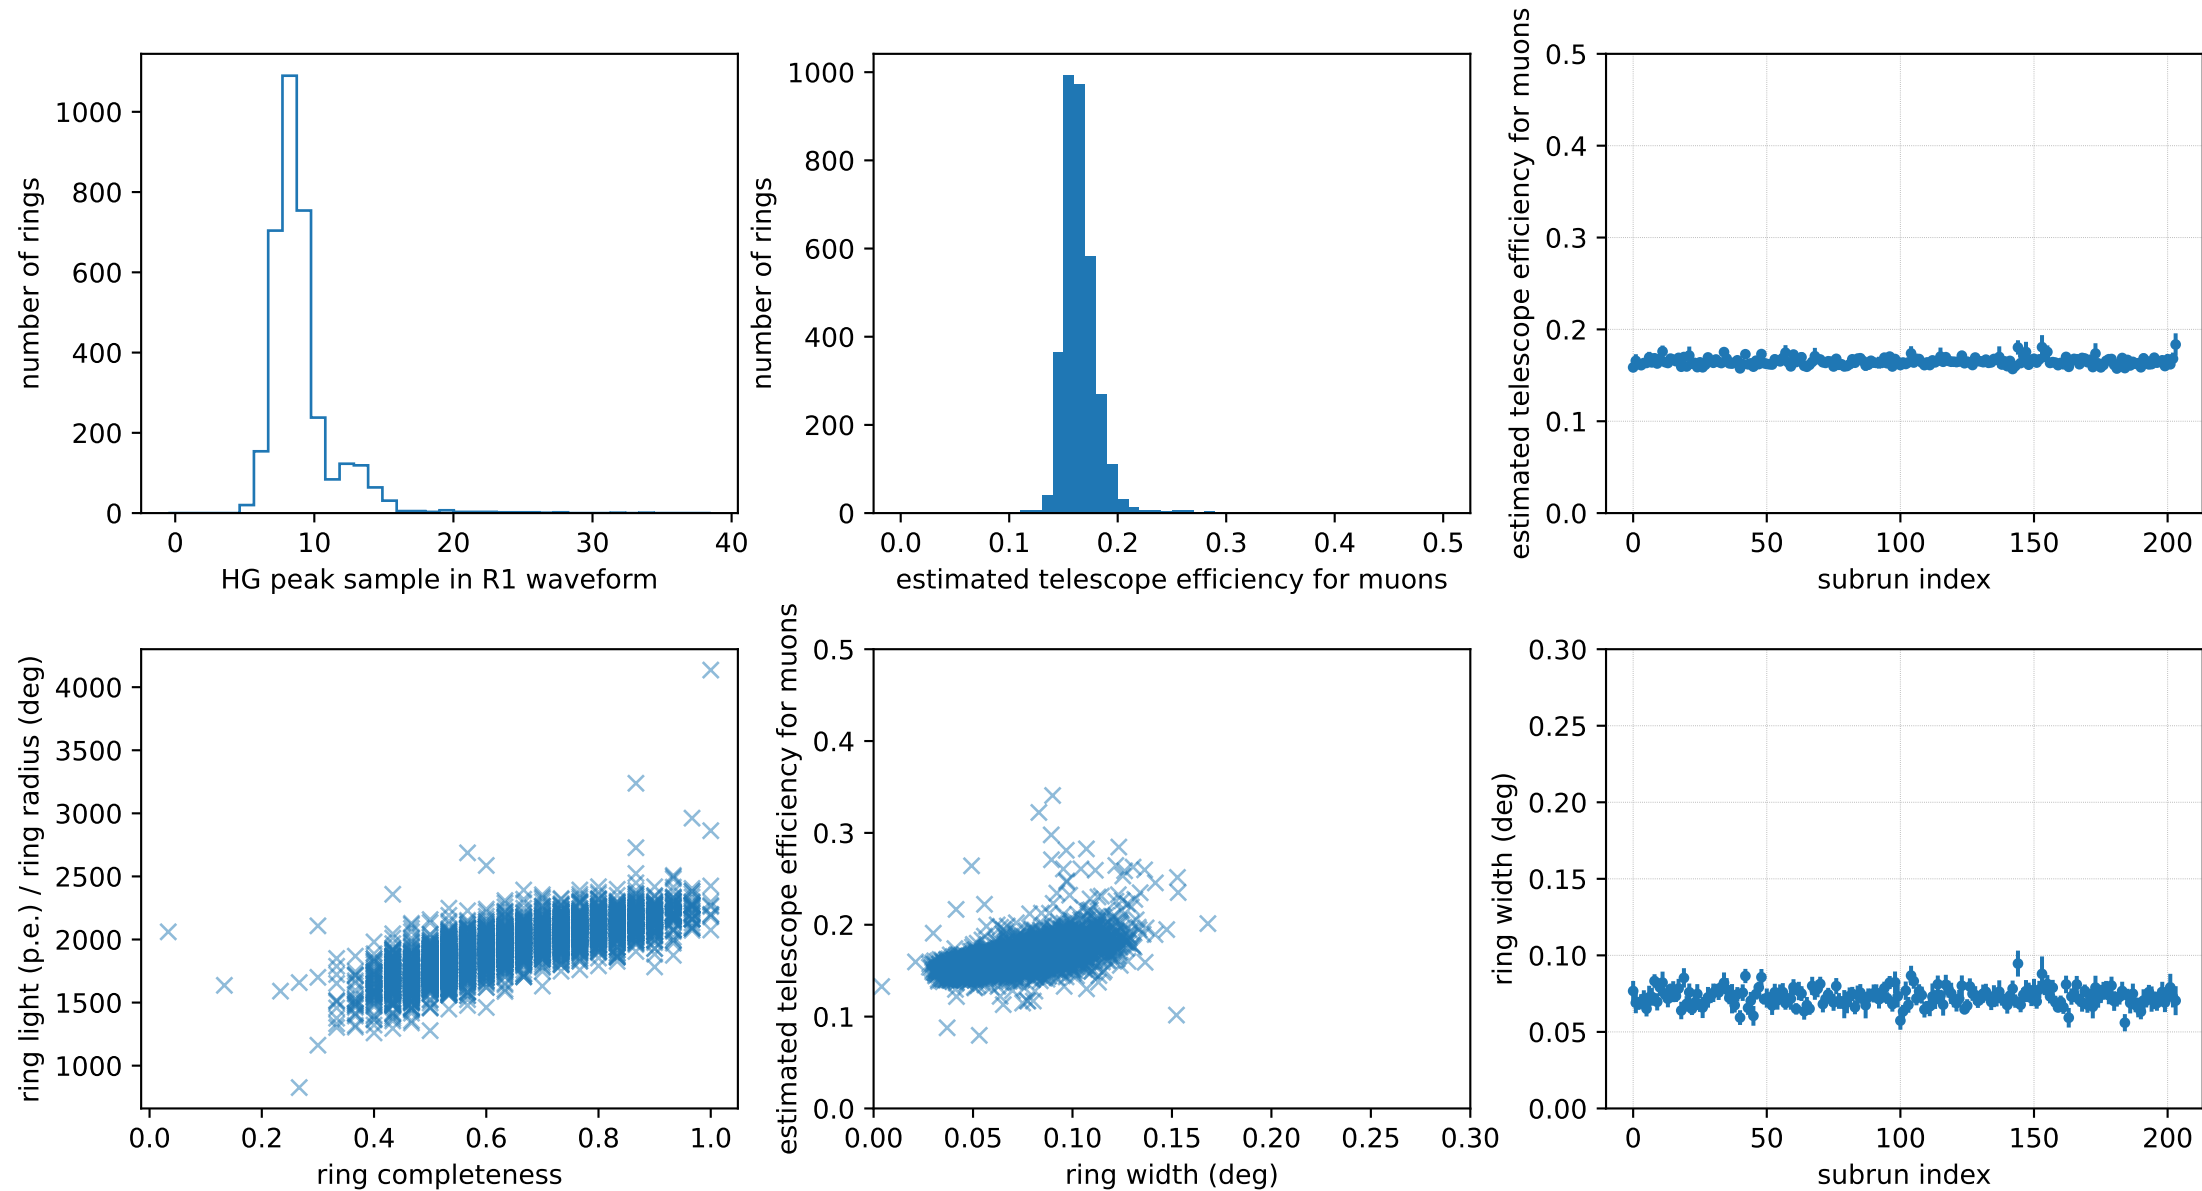 number of rings
1000
800
600
400
200
0
0 10 20 30 40
HG peak sample in R1 waveform
number of rings
1000
800
600
400
200
0
0.0 0.1 0.2 0.3 0.4 0.5
estimated telescope efficiency for muons
estimated telescope efficiency for muons
0.5
0.4
0.3
0.2
0.1
0.0
0 50 100 150 200
subrun index
ring light (p.e.) / ring radius (deg)
4000
3500
3000
2500
2000
1500
1000
0.0 0.2 0.4 0.6 0.8 1.0
ring completeness
estimated telescope efficiency for muons
0.5
0.4
0.3
0.2
0.1
0.0
0.00 0.05 0.10 0.15 0.20 0.25 0.30
ring width (deg)
ring width (deg)
0.30
0.25
0.20
0.15
0.10
0.05
0.00
0 50 100 150 200
subrun index